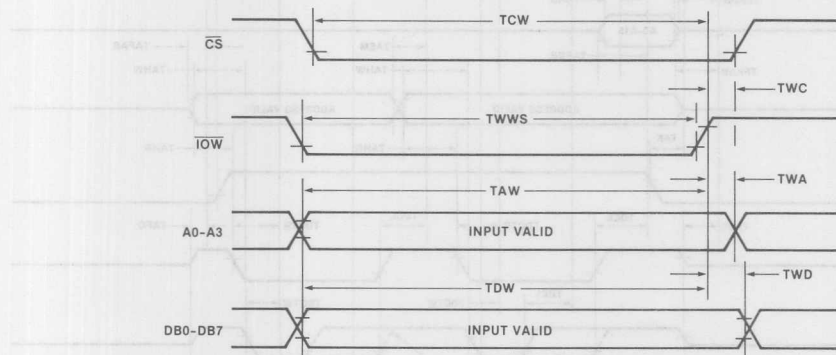 TCW
CS
TWC
TWWS
IOW
TWA
TAW
A0-A3
INPUT VALID
TWD
TDW
DB0-DB7
INPUT VALID